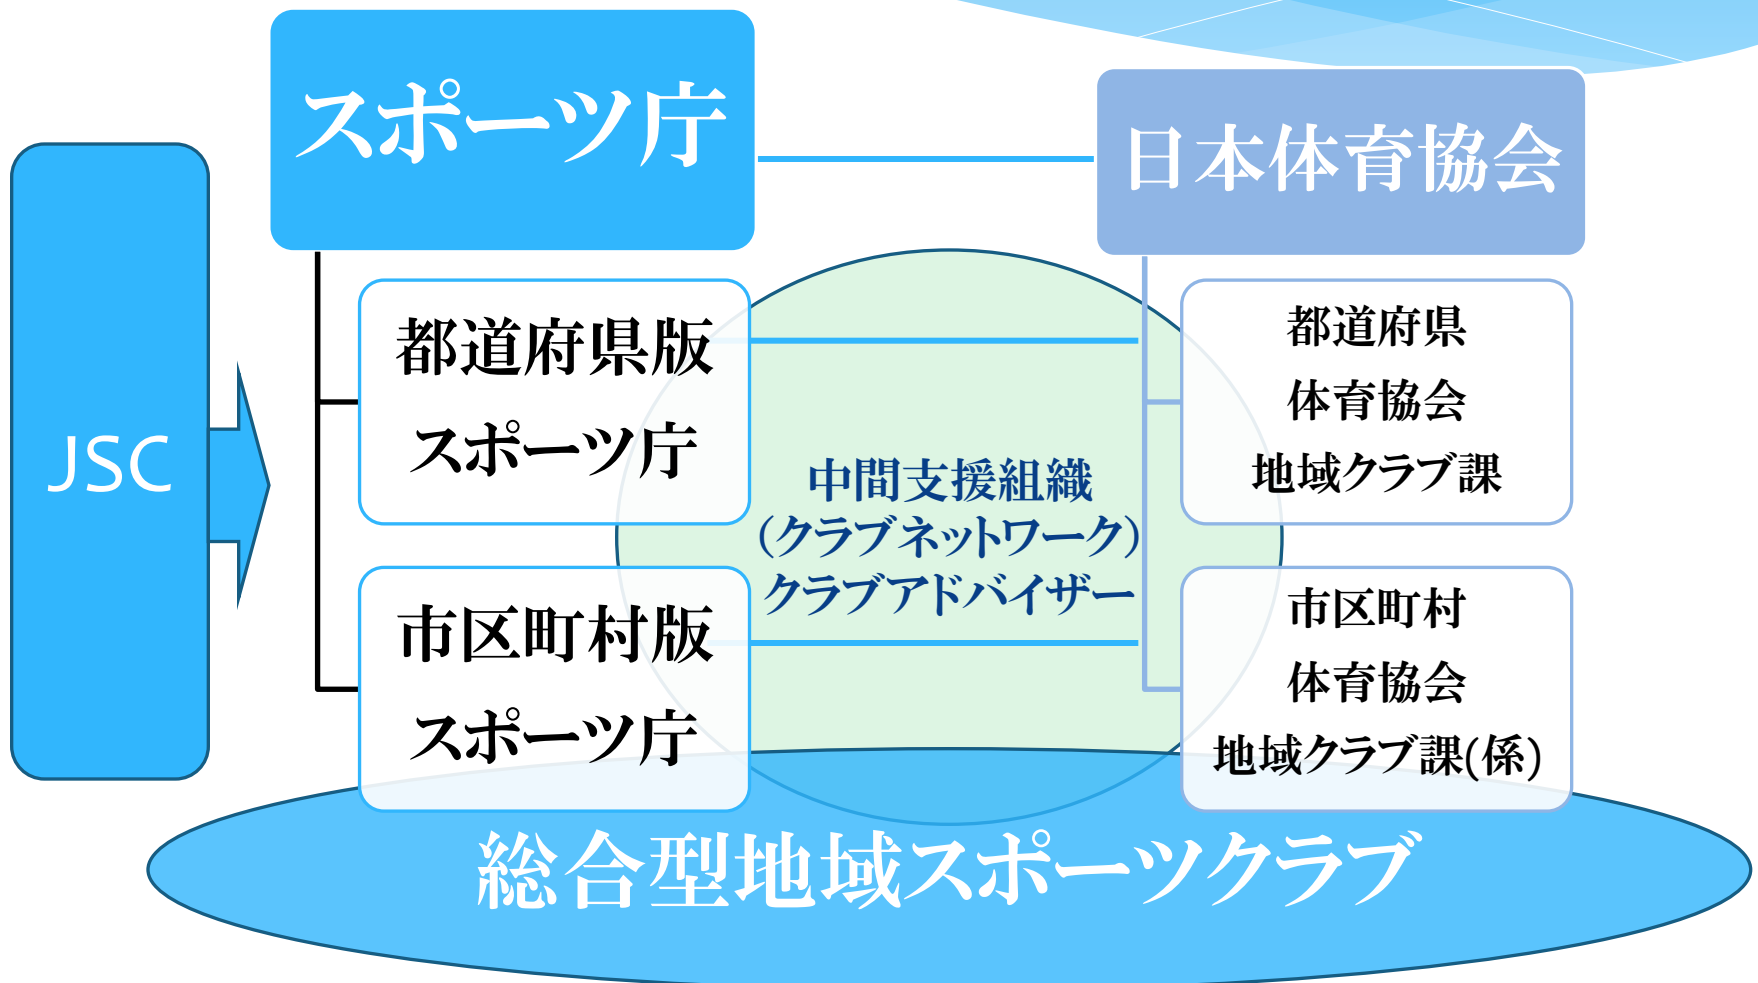 スポーツ庁
日本体育協会
JSC
都道府県版
スポーツ庁
都道府県
体育協会
地域クラブ課
中間支援組織
(クラブネットワーク)
クラブアドバイザー
市区町村版
スポーツ庁
市区町村
体育協会
地域クラブ課(係)
総合型地域スポーツクラブ